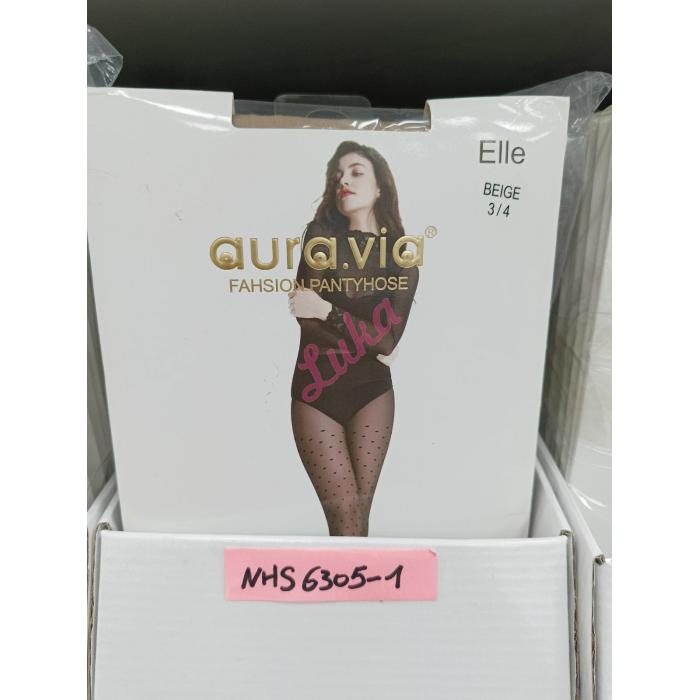 Elle
BEIGE
3/4
aura.via®
FAHSION PANTYHOSE
Luka
NHS 6305-1